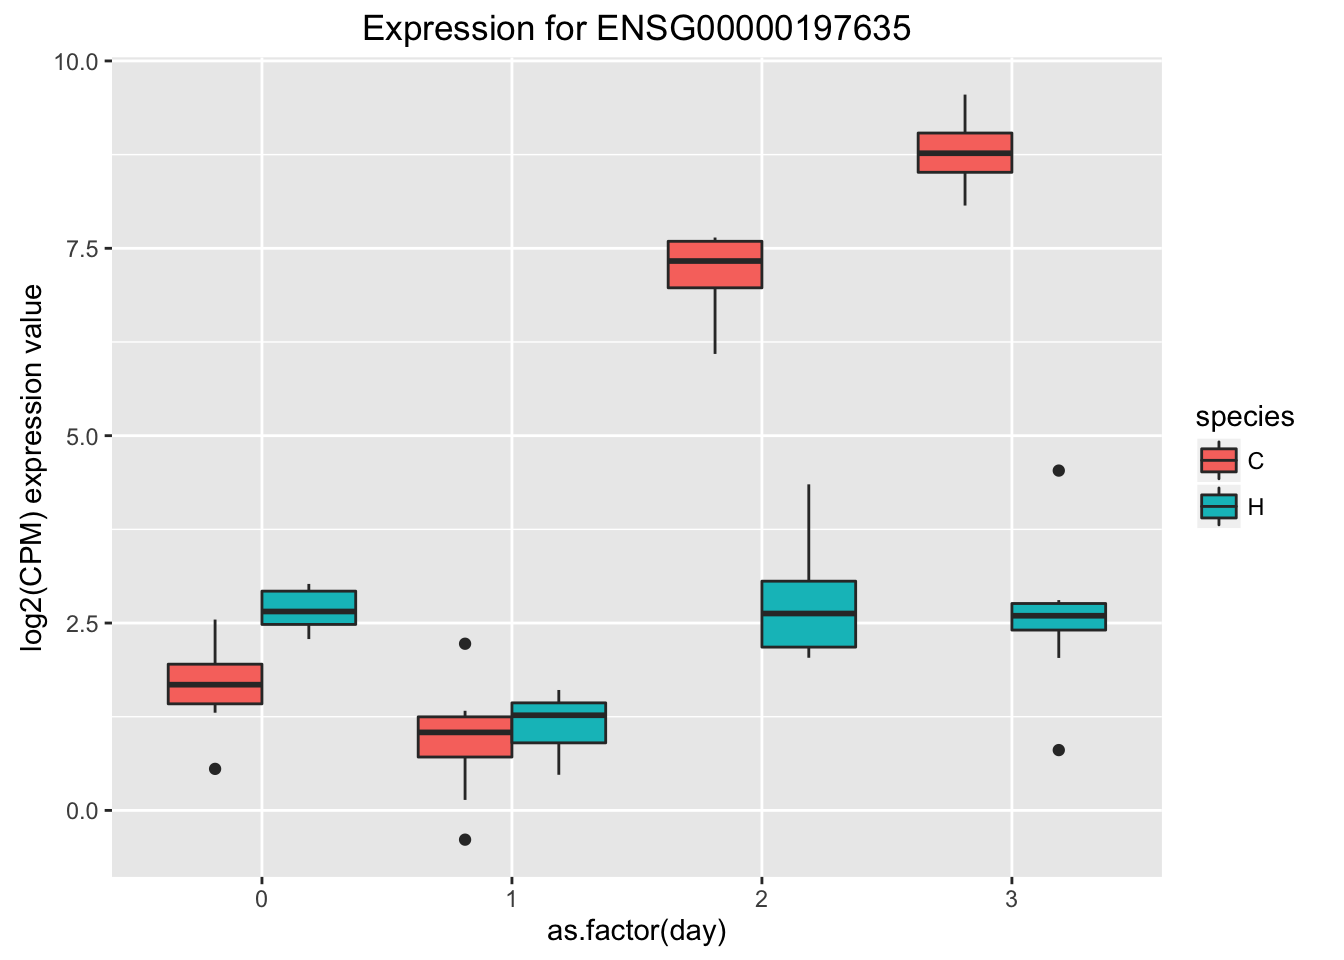 Expression for ENSG00000197635
10.0
7.5
5.0
2.5
0.0
log2(CPM) expression value
0 1 2 3
as.factor(day)
species
C
H